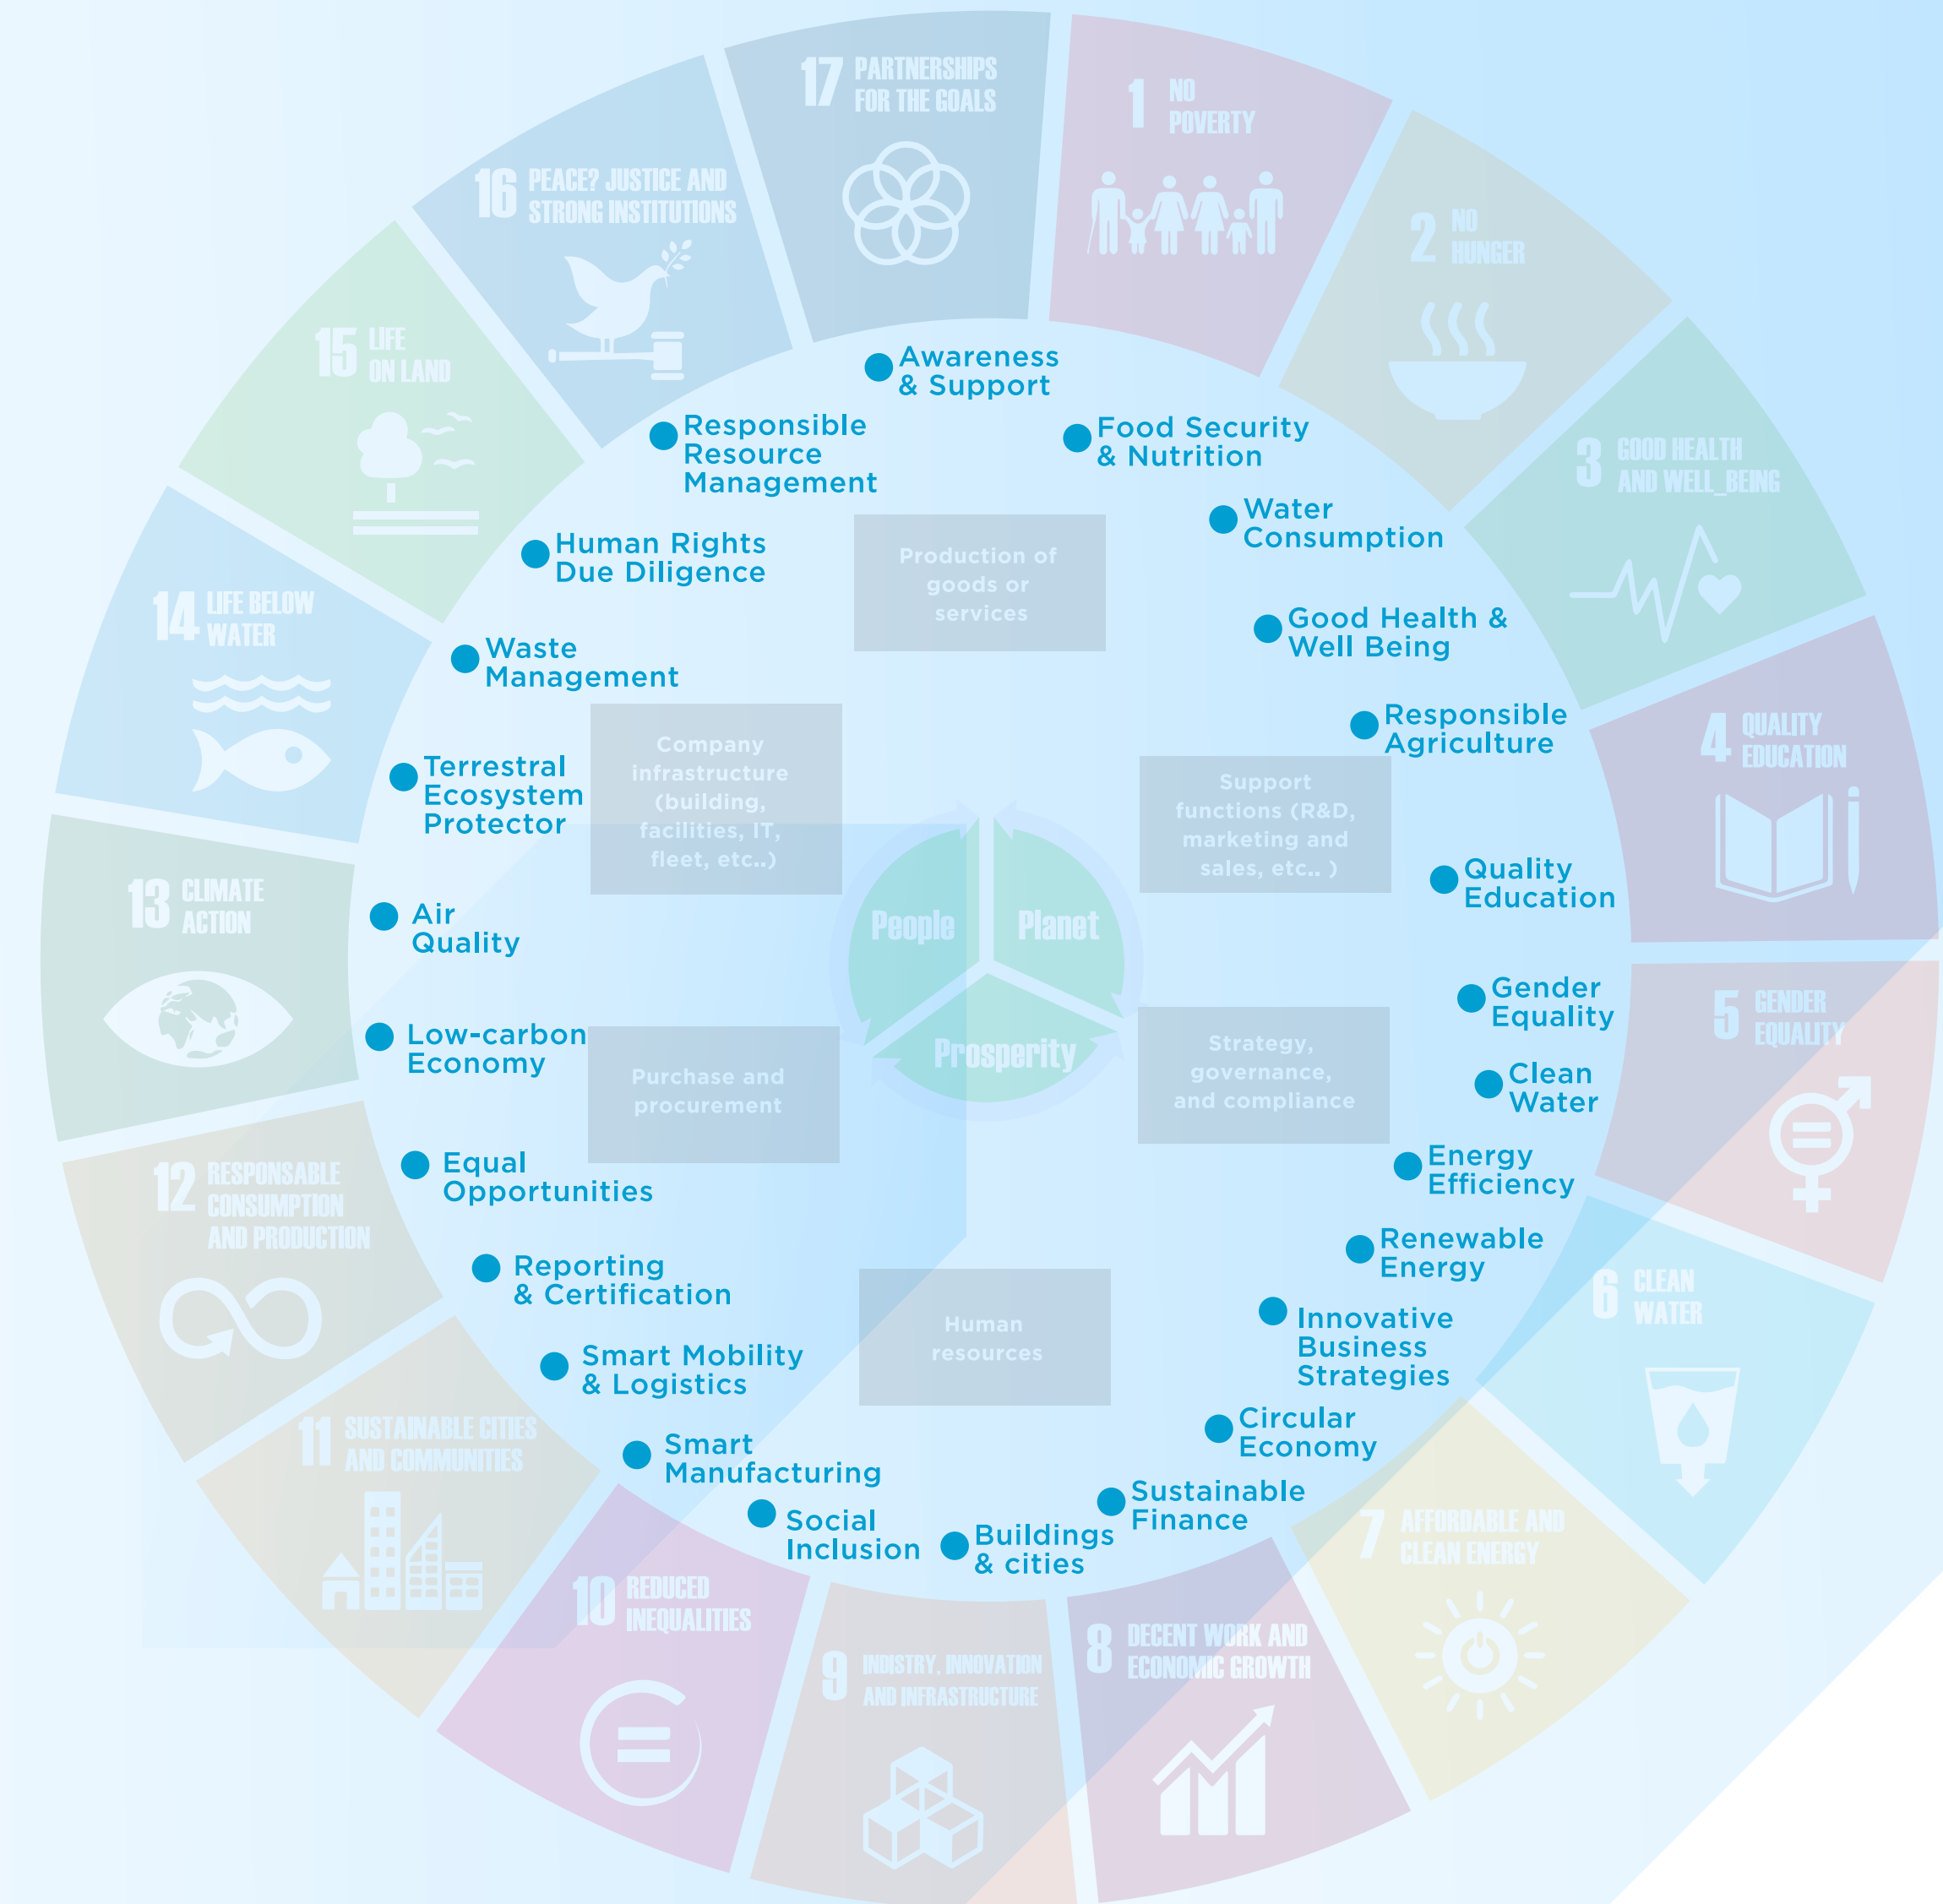 17 PARTNERSHIPS
FOR THE GOALS
1 NO
POVERTY
2 NO
HUNGER
3 GOOD HEALTH
AND WELL_BEING
4 QUALITY
EDUCATION
5 GENDER
EQUALITY
6 CLEAN
WATER
7 AFFORDABLE AND
CLEAN ENERGY
8 DECENT WORK AND
ECONOMIC GROWTH
9 INDISTRY, INNOVATION
AND INFRASTRUCTURE
10 REDUCED
INEQUALITIES
11 SUSTAINABLE CITIES
AND COMMUNITIES
12 RESPONSABLE
CONSUMPTION
AND PRODUCTION
13 CLIMATE
ACTION
14 LIFE BELOW
WATER
15 LIFE
ON LAND
16 PEACE? JUSTICE AND
STRONG INSTITUTIONS
Awareness
& Support
Food Security
& Nutrition
Water
Consumption
Good Health &
Well Being
Responsible
Agriculture
Quality
Education
Gender
Equality
Clean
Water
Energy
Efficiency
Renewable
Energy
Innovative
Business
Strategies
Circular
Economy
Sustainable
Finance
Buildings
& cities
Social
Inclusion
Smart
Manufacturing
Smart Mobility
& Logistics
Reporting
& Certification
Equal
Opportunities
Low-carbon
Economy
Air
Quality
Terrestral
Ecosystem
Protector
Waste
Management
Human Rights
Due Diligence
Responsible
Resource
Management
Production of
goods or
services
Support
functions (R&D,
marketing and
sales, etc.. )
Strategy,
governance,
and compliance
Human
resources
Purchase and
procurement
Company
infrastructure
(building,
facilities, IT,
fleet, etc..)
People
Planet
Prosperity